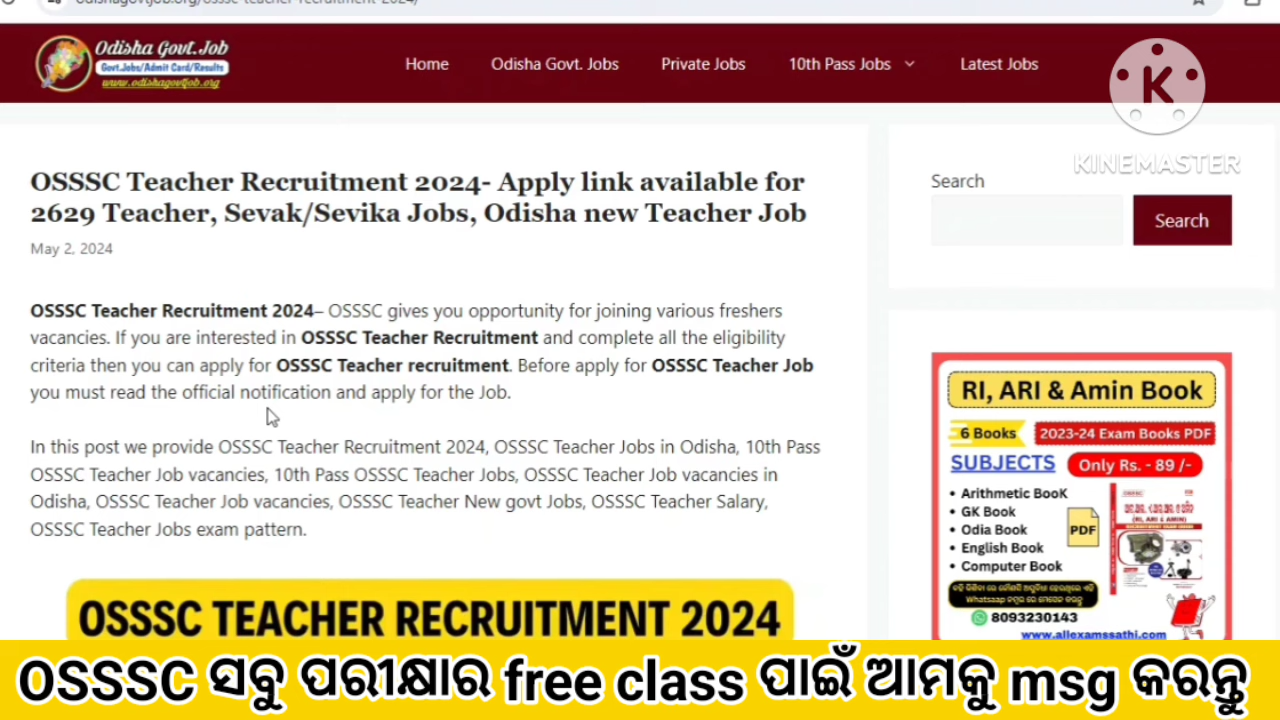 odishagovtjob.org/osssc-teacher-recruitment-2024/
Odisha Govt.Job
Govt.Jobs/Admit Card/Results
www.odishagovtjob.org
Home Odisha Govt. Jobs Private Jobs 10th Pass Jobs Latest Jobs
K
KINEMASTER
OSSSC Teacher Recruitment 2024- Apply link available for
2629 Teacher, Sevak/Sevika Jobs, Odisha new Teacher Job
May 2, 2024
OSSSC Teacher Recruitment 2024– OSSSC gives you opportunity for joining various freshers
vacancies. If you are interested in OSSSC Teacher Recruitment and complete all the eligibility
criteria then you can apply for OSSSC Teacher recruitment. Before apply for OSSSC Teacher Job
you must read the official notification and apply for the Job.
In this post we provide OSSSC Teacher Recruitment 2024, OSSSC Teacher Jobs in Odisha, 10th Pass
OSSSC Teacher Job vacancies, 10th Pass OSSSC Teacher Jobs, OSSSC Teacher Job vacancies in
Odisha, OSSSC Teacher Job vacancies, OSSSC Teacher New govt Jobs, OSSSC Teacher Salary,
OSSSC Teacher Jobs exam pattern.
OSSSC TEACHER RECRUITMENT 2024
Search
Search
RI, ARI & Amin Book
6 Books 2023-24 Exam Books PDF
SUBJECTS Only Rs. - 89 /-
• Arithmetic BooK
• GK Book
• Odia Book
• English Book
• Computer Book
PDF
(RI, ARI & AMIN)
8093230143
www.allexamssathi.com
OSSSC ସବୁ ପରୀକ୍ଷାର free class ପାଇଁ ଆମକୁ msg କରନ୍ତୁ